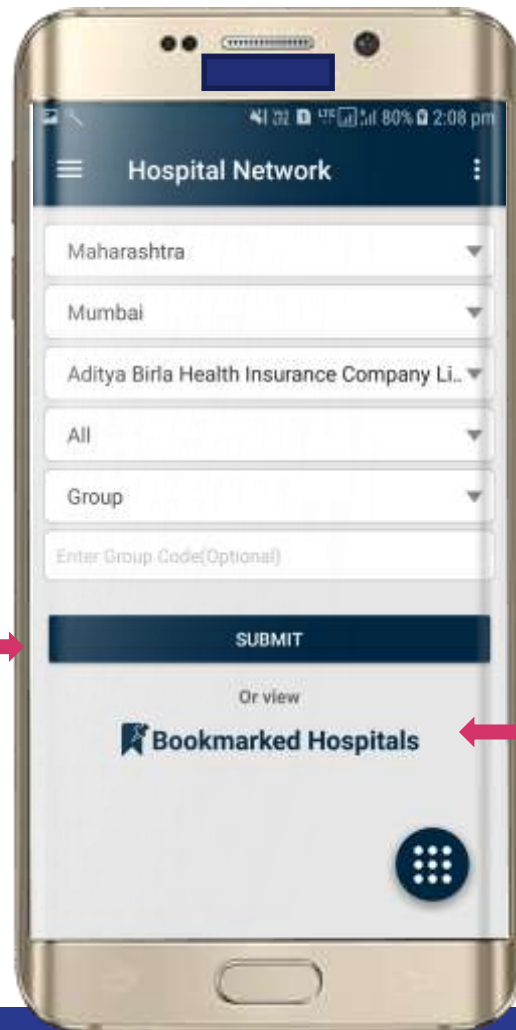 80% 2:08 pm
Hospital Network
Maharashtra
Mumbai
Aditya Birla Health Insurance Company Li..
All
Group
Enter Group Code(Optional)
SUBMIT
Or view
Bookmarked Hospitals